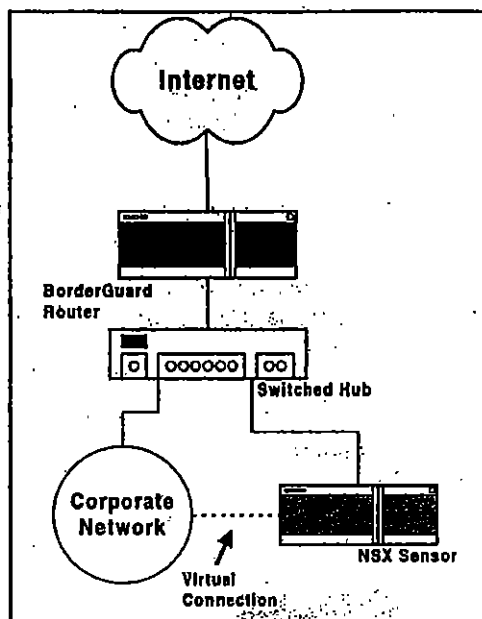 Internet
BorderGuard
Router
Switched Hub
Corporate
Network
NSX Sensor
Virtual
Connection